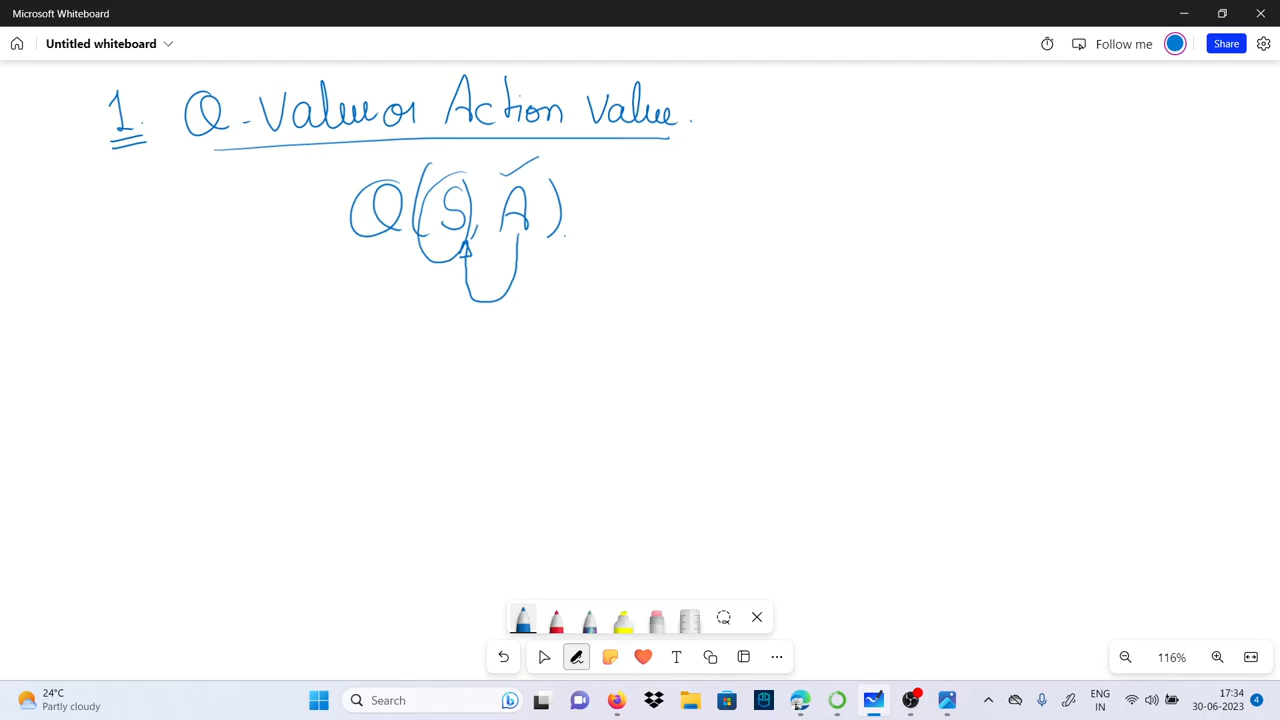 Microsoft Whiteboard
Untitled whiteboard
Follow me
Share
1. Q-Value or Action Value.
Q(S, A).
T
116%
24°C
Partly cloudy
Search
ENG
IN
17:34
30-06-2023
4